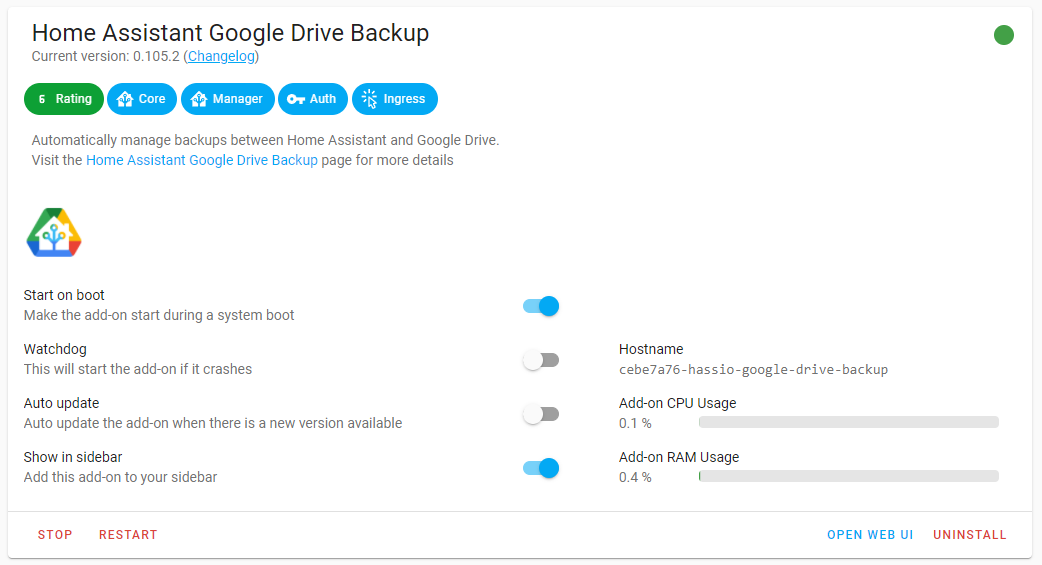 Home Assistant Google Drive Backup
Current version: 0.105.2 (Changelog)
6 Rating
Core
Manager
Auth
Ingress
Automatically manage backups between Home Assistant and Google Drive.
Visit the Home Assistant Google Drive Backup page for more details
Start on boot
Make the add-on start during a system boot
Watchdog
This will start the add-on if it crashes
Hostname
cebe7a76-hassio-google-drive-backup
Auto update
Auto update the add-on when there is a new version available
Add-on CPU Usage
0.1 %
Show in sidebar
Add this add-on to your sidebar
Add-on RAM Usage
0.4 %
STOP
RESTART
OPEN WEB UI
UNINSTALL